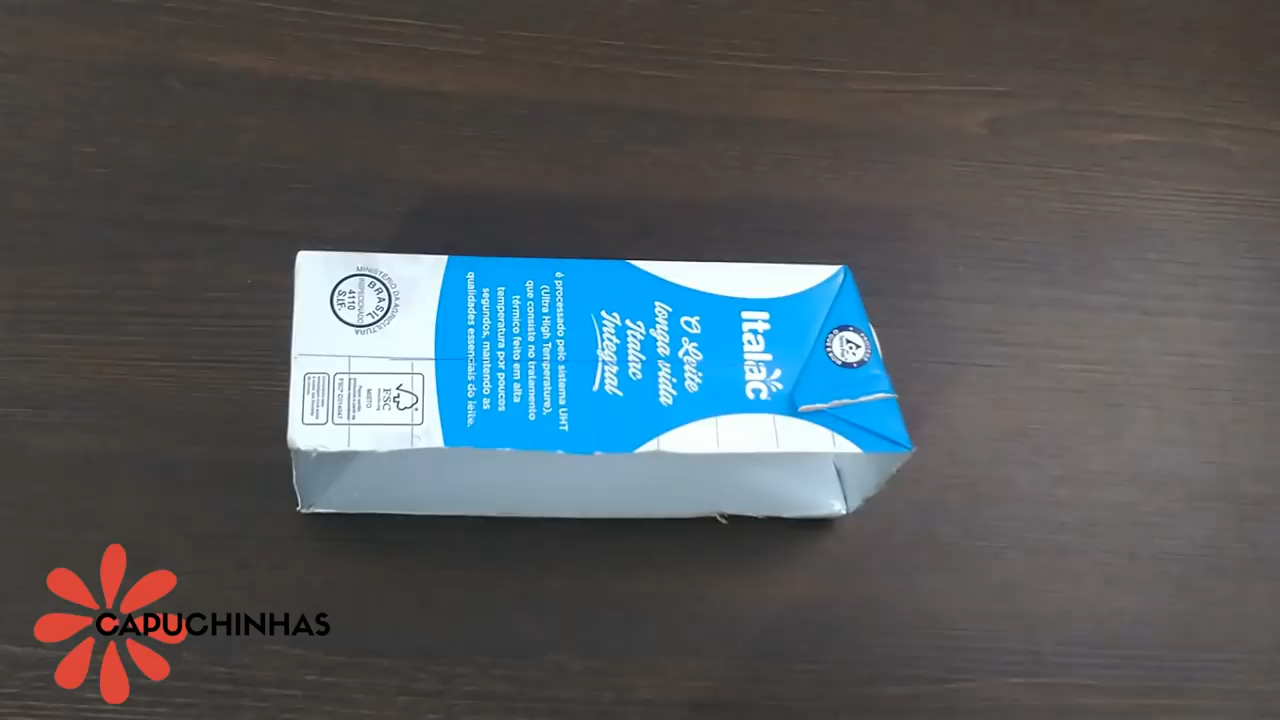 Italac
O Leite
longa vida
Italac
Integral
é processado pelo sistema UHT
(Ultra High Temperature),
que consiste no tratamento
térmico feito em alta
temperatura por poucos
segundos, mantendo as
qualidades essenciais do leite.
MINISTÉRIO DA AGRICULTURA
BRASIL
4110
INSPECIONADO
S.I.F.
FSC
MISTO
CAPUCHINHAS